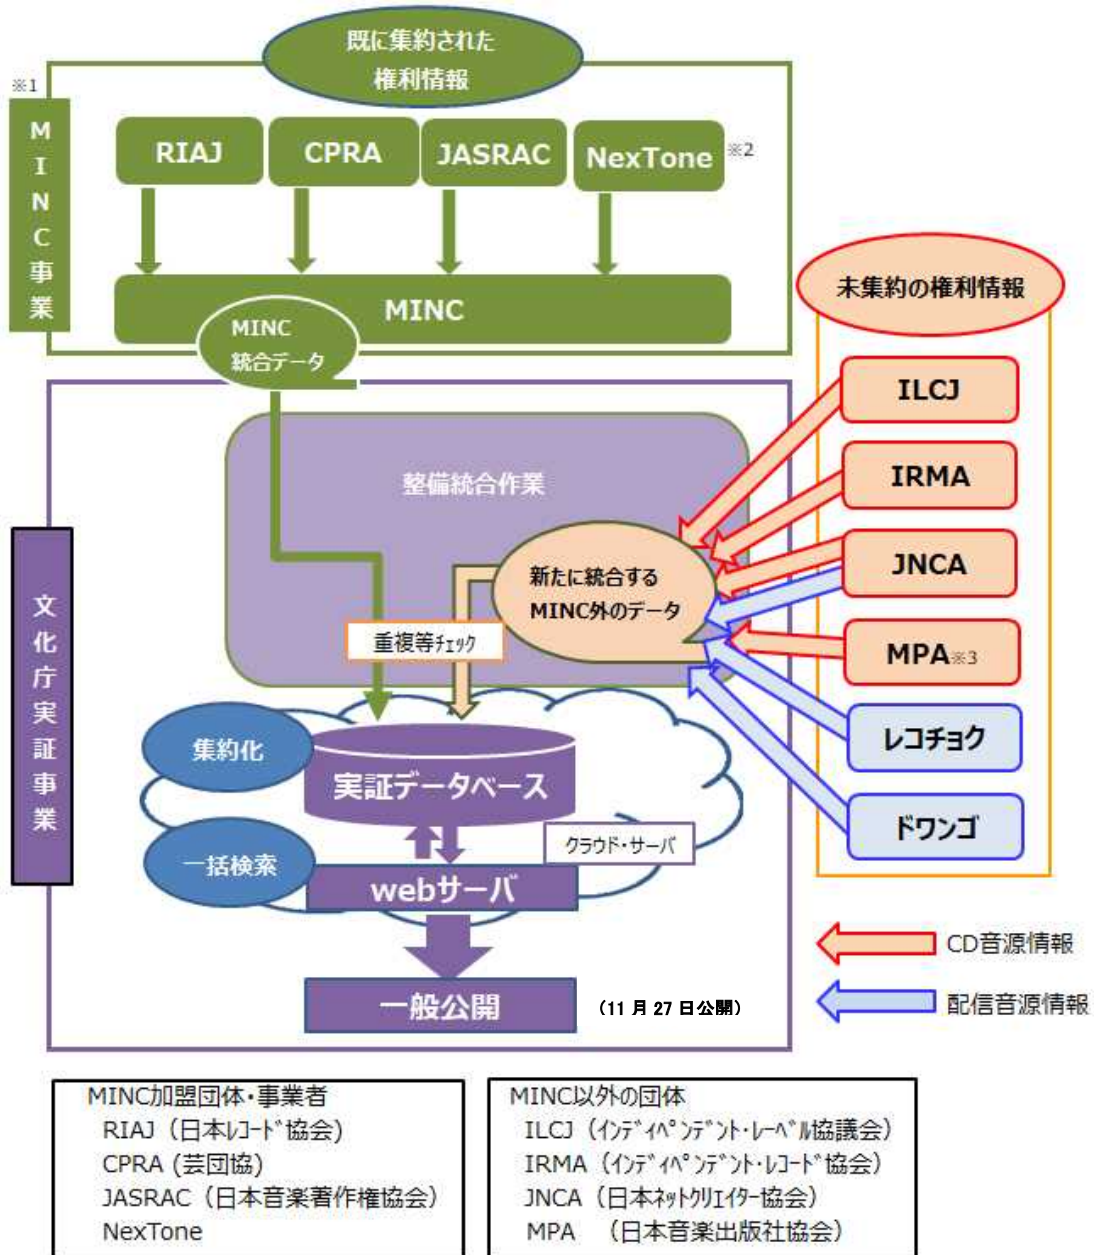 既に集約された
権利情報
※1
MINC事業
RIAJ
CPRA
JASRAC
NexTone
※2
MINC
MINC
統合データ
未集約の権利情報
ILCJ
IRMA
JNCA
MPA※3
レコチョク
ドワンゴ
文化庁実証事業
整備統合作業
新たに統合する
MINC外のデータ
重複等ﾁｪｯｸ
集約化
実証データベース
一括検索
クラウド・サーバ
webサーバ
一般公開
（11月27日公開）
CD音源情報
配信音源情報
MINC加盟団体・事業者
RIAJ（日本ﾚｺｰﾄﾞ協会)
CPRA (芸団協)
JASRAC（日本音楽著作権協会）
NexTone
MINC以外の団体
ILCJ（ｲﾝﾃﾞｨﾍﾟﾝﾃﾞﾝﾄ・ﾚｰﾍﾞﾙ協議会）
IRMA（ｲﾝﾃﾞｨﾍﾟﾝﾃﾞﾝﾄ・ﾚｺｰﾄﾞ協会）
JNCA（日本ﾈｯﾄｸﾘｴｲﾀｰ協会）
MPA （日本音楽出版社協会）